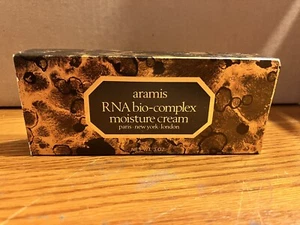 aramis
RNA bio-complex
moisture cream
paris·new york·london